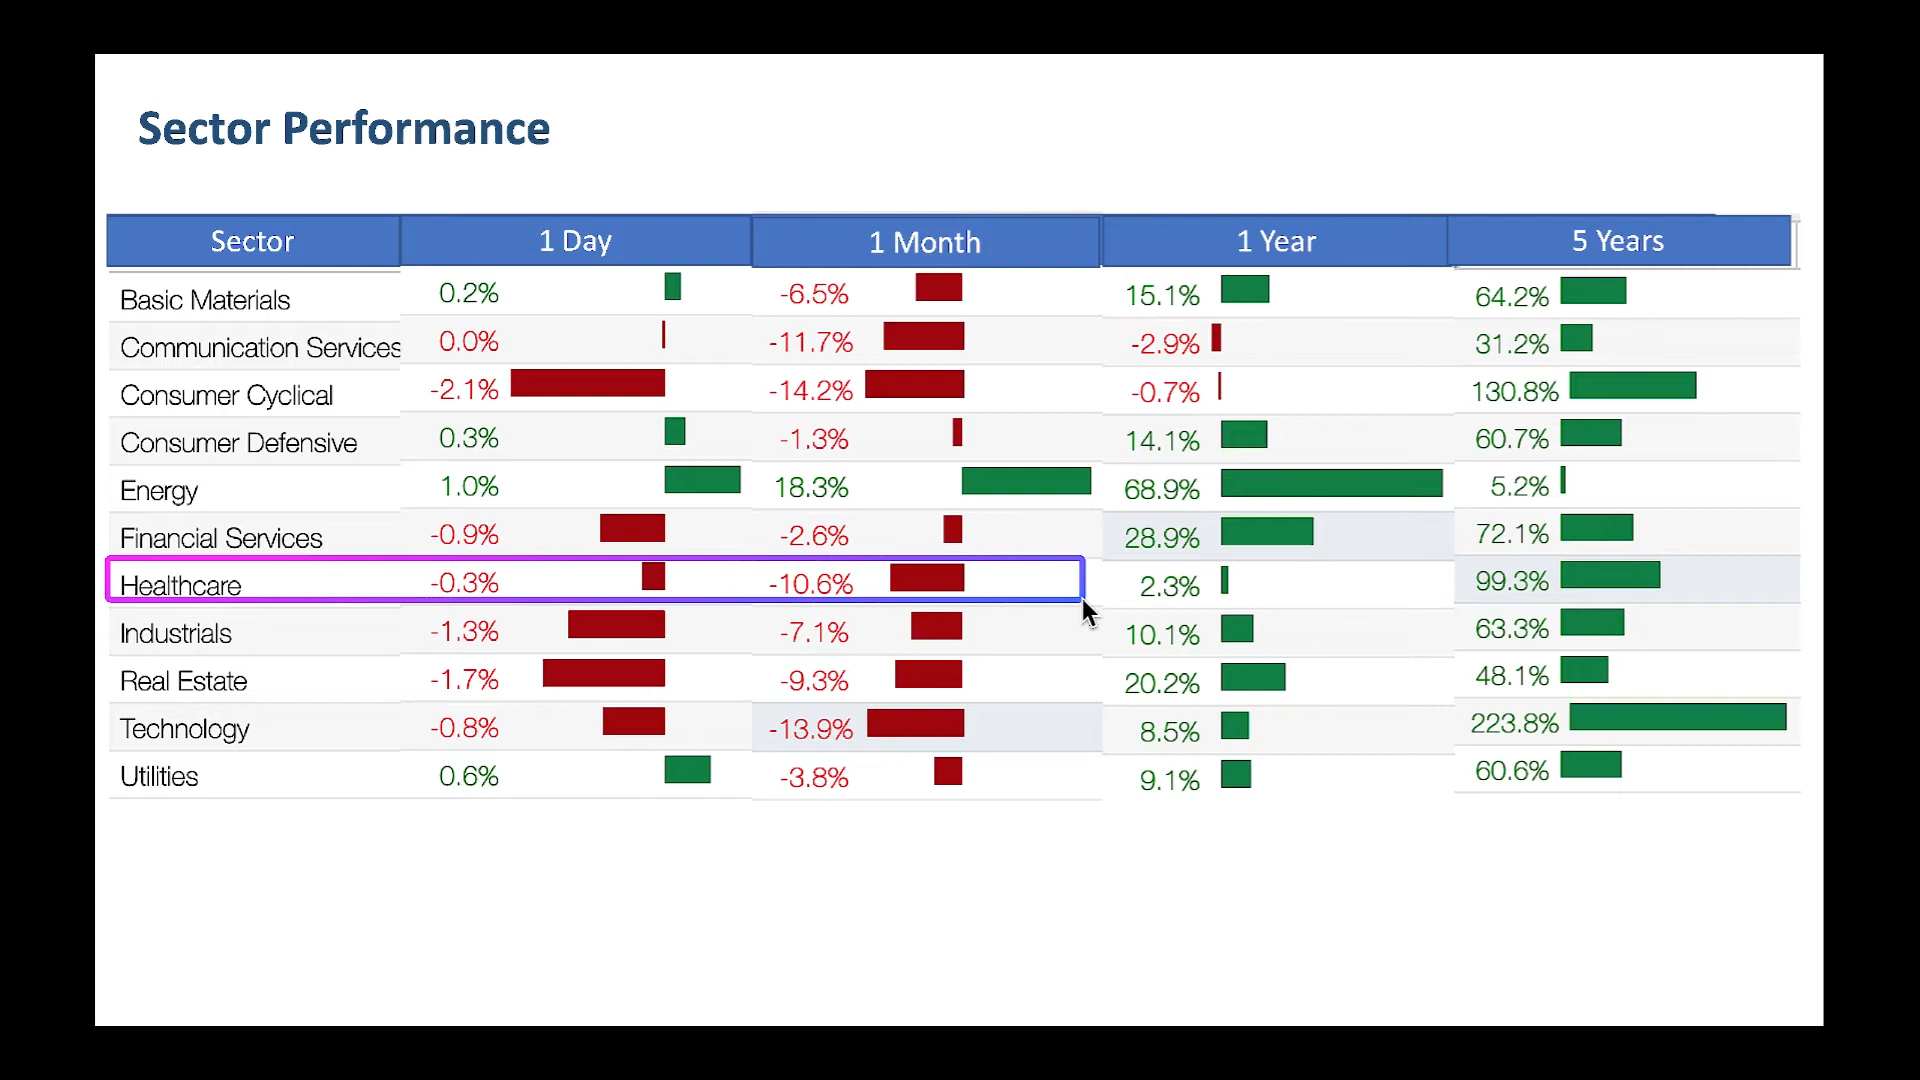 Sector Performance
Sector 1 Day 1 Month 1 Year 5 Years
Basic Materials 0.2% -6.5% 15.1% 64.2%
Communication Services 0.0% -11.7% -2.9% 31.2%
Consumer Cyclical -2.1% -14.2% -0.7% 130.8%
Consumer Defensive 0.3% -1.3% 14.1% 60.7%
Energy 1.0% 18.3% 68.9% 5.2%
Financial Services -0.9% -2.6% 28.9% 72.1%
Healthcare -0.3% -10.6% 2.3% 99.3%
Industrials -1.3% -7.1% 10.1% 63.3%
Real Estate -1.7% -9.3% 20.2% 48.1%
Technology -0.8% -13.9% 8.5% 223.8%
Utilities 0.6% -3.8% 9.1% 60.6%